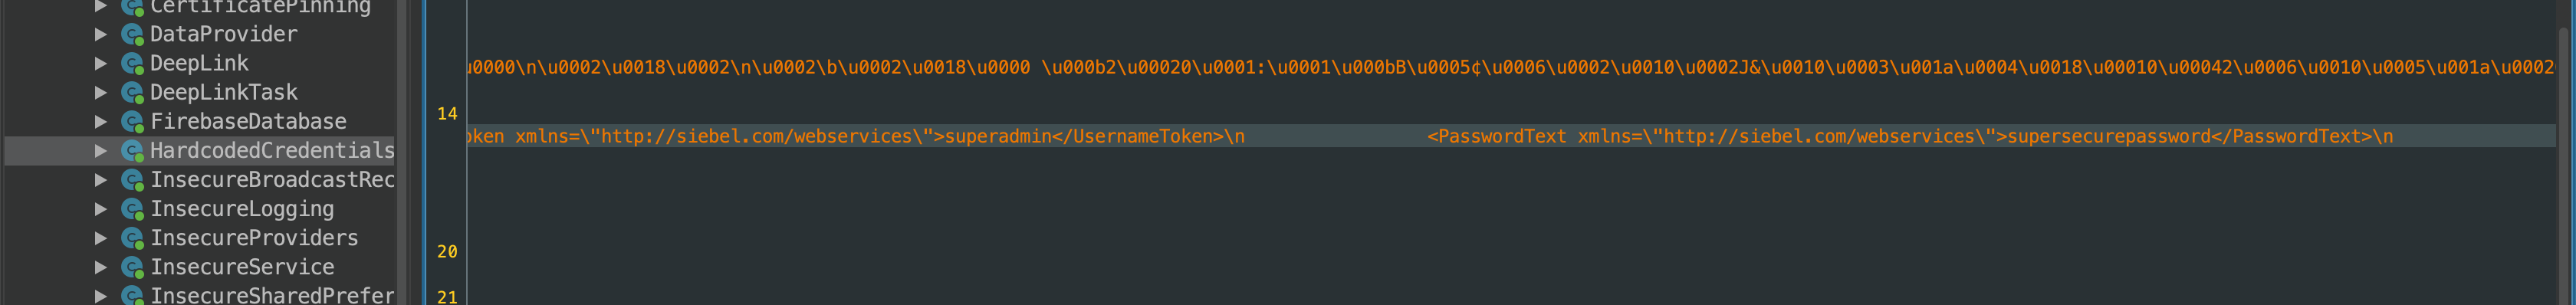 CertificatePinning
DataProvider
DeepLink
DeepLinkTask
FirebaseDatabase
HardcodedCredentials
InsecureBroadcastRec
InsecureLogging
InsecureProviders
InsecureService
InsecureSharedPrefer
u0000\n\u0002\u0018\u0002\n\u0002\b\u0002\u0018\u0000 \u000b2\u00020\u0001:\u0001\u000bB\u0005¢\u0006\u0002\u0010\u0002J&\u0010\u0003\u001a\u0004\u0018\u00010\u00042\u0006\u0010\u0005\u001a\u0002
14
oken xmlns=\"http://siebel.com/webservices\">superadmin</UsernameToken>\n                 <PasswordText xmlns=\"http://siebel.com/webservices\">supersecurepassword</PasswordText>\n
20
21